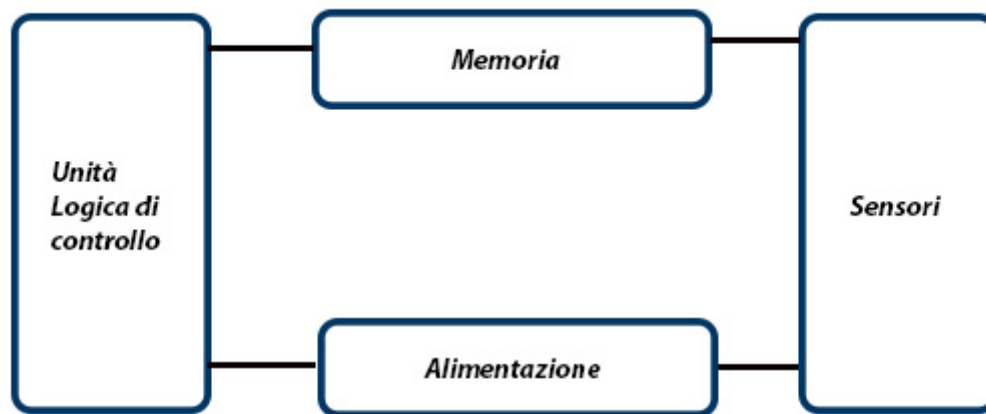 Memoria
Unità
Logica di
controllo
Sensori
Alimentazione